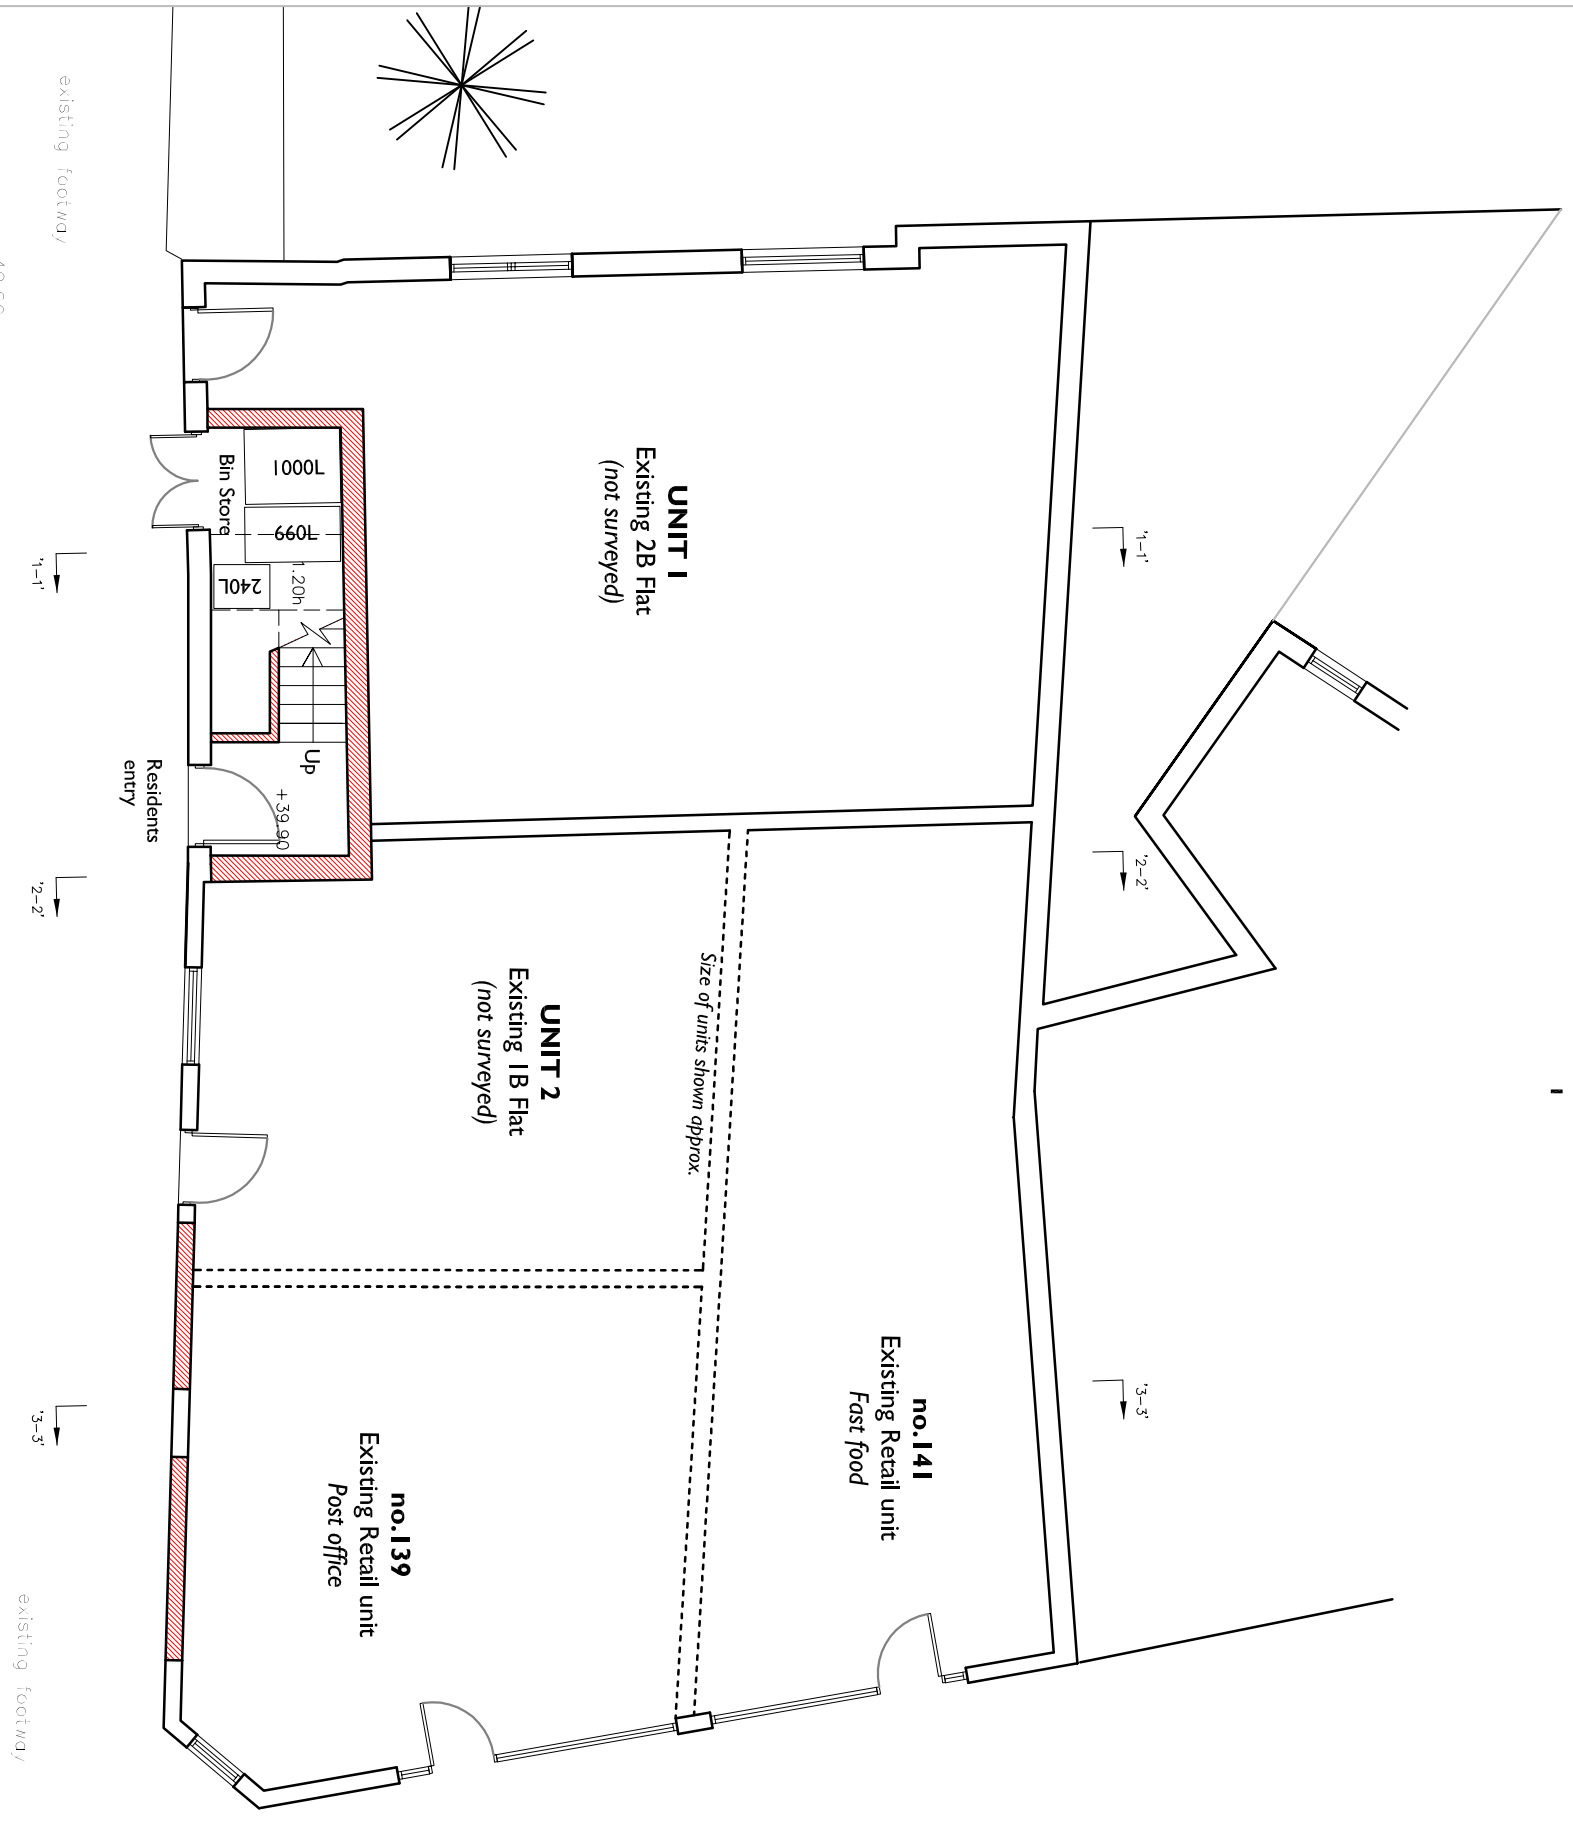 existing footway
UNIT 1
Existing 2B Flat
(not surveyed)
'1-1'
'1-1'
Bin Store
1000L
660L
240L
1.20h
Up
+39.90
Residents
entry
'2-2'
'2-2'
UNIT 2
Existing 1B Flat
(not surveyed)
Size of units shown approx.
no.141
Existing Retail unit
Fast food
'3-3'
'3-3'
no.139
Existing Retail unit
Post office
existing footway